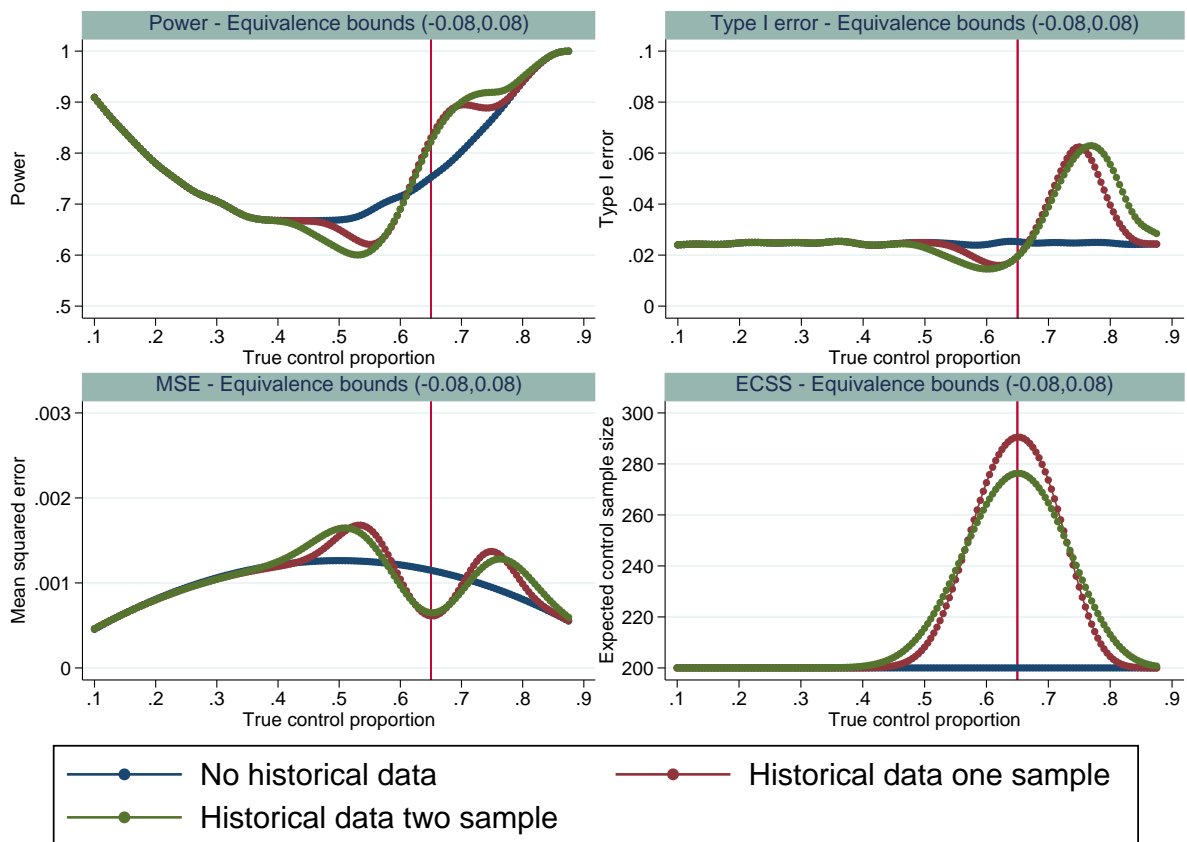 Power - Equivalence bounds (-0.08,0.08)
Type I error - Equivalence bounds (-0.08,0.08)
Power
1
.9
.8
.7
.6
.5
.1 .2 .3 .4 .5 .6 .7 .8 .9
True control proportion
Type I error
.1
.08
.06
.04
.02
0
.1 .2 .3 .4 .5 .6 .7 .8 .9
True control proportion
MSE - Equivalence bounds (-0.08,0.08)
ECSS - Equivalence bounds (-0.08,0.08)
Mean squared error
.003
.002
.001
0
.1 .2 .3 .4 .5 .6 .7 .8 .9
True control proportion
Expected control sample size
300
280
260
240
220
200
.1 .2 .3 .4 .5 .6 .7 .8 .9
True control proportion
No historical data
Historical data one sample
Historical data two sample